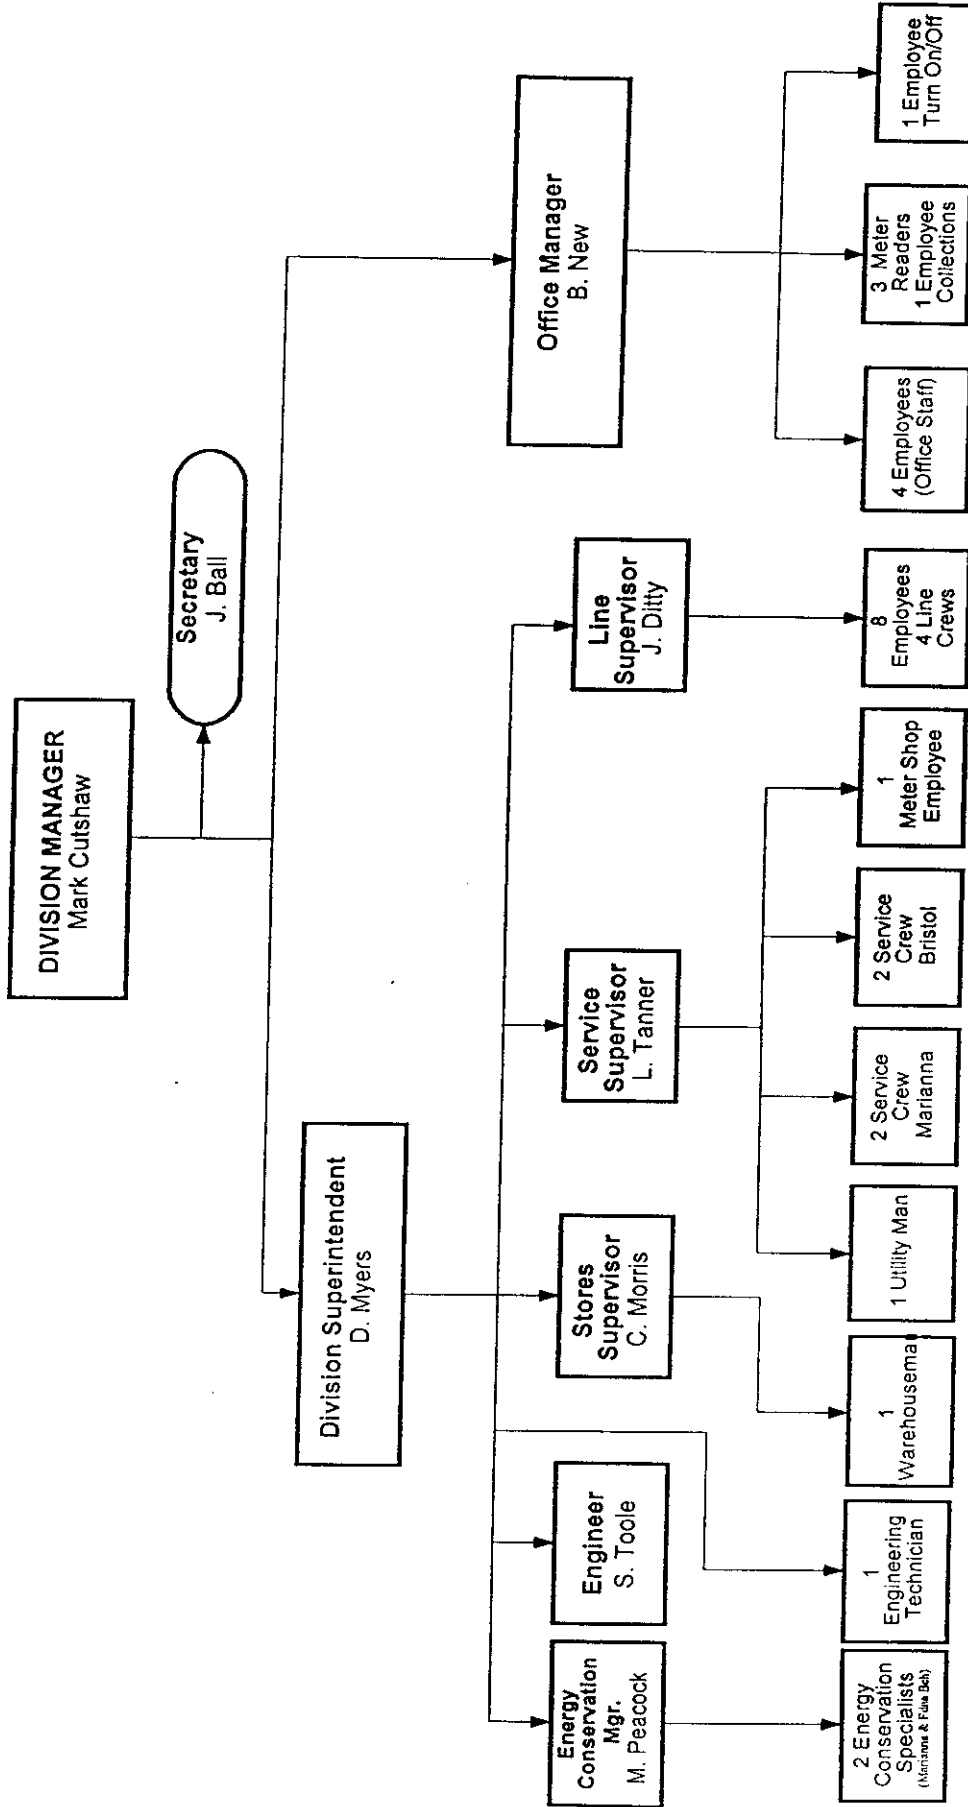 DIVISION MANAGER
Mark Cutshaw
Secretary
J. Ball
Division Superintendent
D. Myers
Office Manager
B. New
Energy
Conservation
Mgr.
M. Peacock
Engineer
S. Toole
Stores
Supervisor
C. Morris
Service
Supervisor
L. Tanner
Line
Supervisor
J. Ditty
2 Energy
Conservation
Specialists
(Marianna &
1
Engineering
Technician
1
Warehousema
1 Utility Man
2 Service
Crew
Marianna
2 Service
Crew
Bristol
1
Meter Shop
Employee
8
Employees
4 Line
Crews
4 Employees
(Office Staff)
3 Meter
Readers
1 Employee
Collections
1 Employee
Turn On/Off